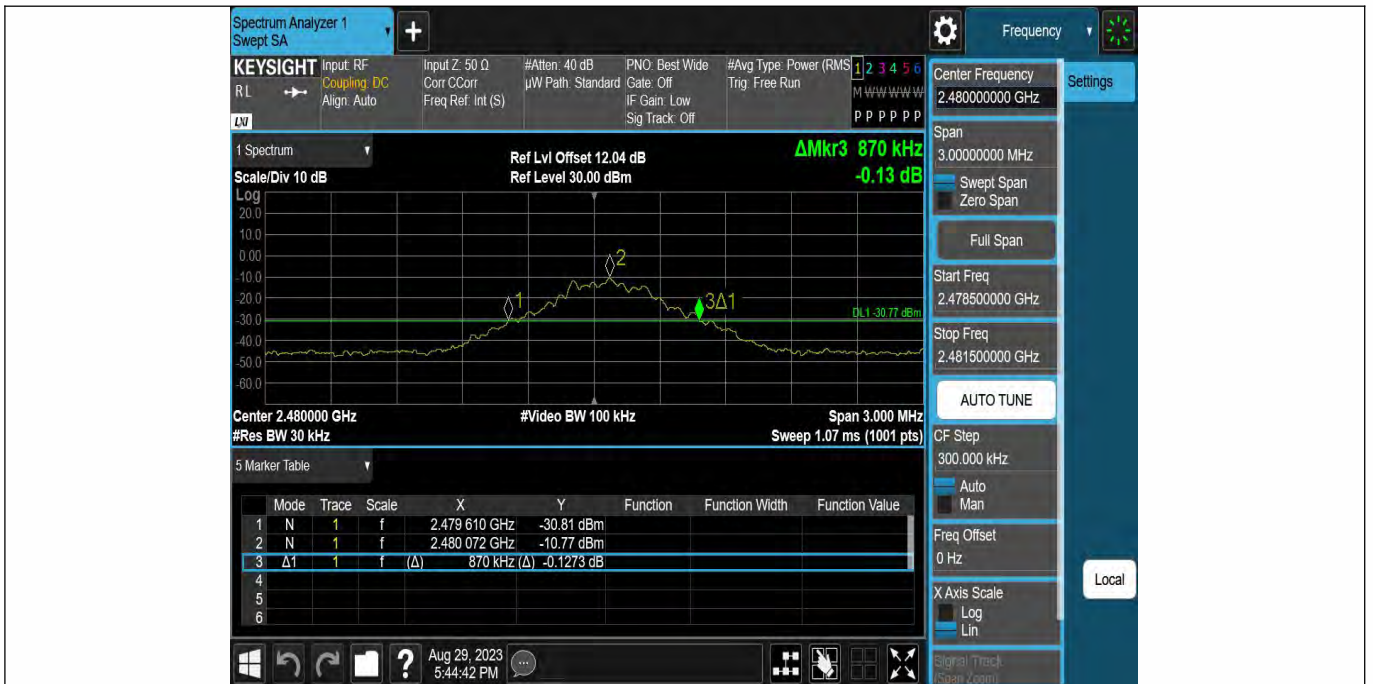 Spectrum Analyzer 1
Swept SA
+
Frequency
KEYSIGHT
RL
LXI
Input: RF
Coupling: DC
Align: Auto
Input Z: 50 Ω
Corr CCorr
Freq Ref: Int (S)
#Atten: 40 dB
µW Path: Standard
PNO: Best Wide
Gate: Off
IF Gain: Low
Sig Track: Off
#Avg Type: Power (RMS
Trig: Free Run
1 2 3 4 5 6
M W W W W W
P P P P P P
1 Spectrum
Scale/Div 10 dB
Ref Lvl Offset 12.04 dB
Ref Level 30.00 dBm
ΔMkr3 870 kHz
-0.13 dB
Log
20.0
10.0
0.00
-10.0
-20.0
-30.0
-40.0
-50.0
-60.0
1
2
3Δ1
DL1 -30.77 dBm
Center 2.480000 GHz
#Video BW 100 kHz
Span 3.000 MHz
#Res BW 30 kHz
Sweep 1.07 ms (1001 pts)
5 Marker Table
Mode Trace Scale X Y Function Function Width Function Value
1 N 1 f 2.479 610 GHz -30.81 dBm
2 N 1 f 2.480 072 GHz -10.77 dBm
3 Δ1 1 f (Δ) 870 kHz (Δ) -0.1273 dB
4
5
6
?
Aug 29, 2023
5:44:42 PM
Center Frequency
2.480000000 GHz
Span
3.00000000 MHz
Swept Span
Zero Span
Full Span
Start Freq
2.478500000 GHz
Stop Freq
2.481500000 GHz
AUTO TUNE
CF Step
300.000 kHz
Auto
Man
Freq Offset
0 Hz
X Axis Scale
Log
Lin
Signal Track
(Span Zoom)
Settings
Local